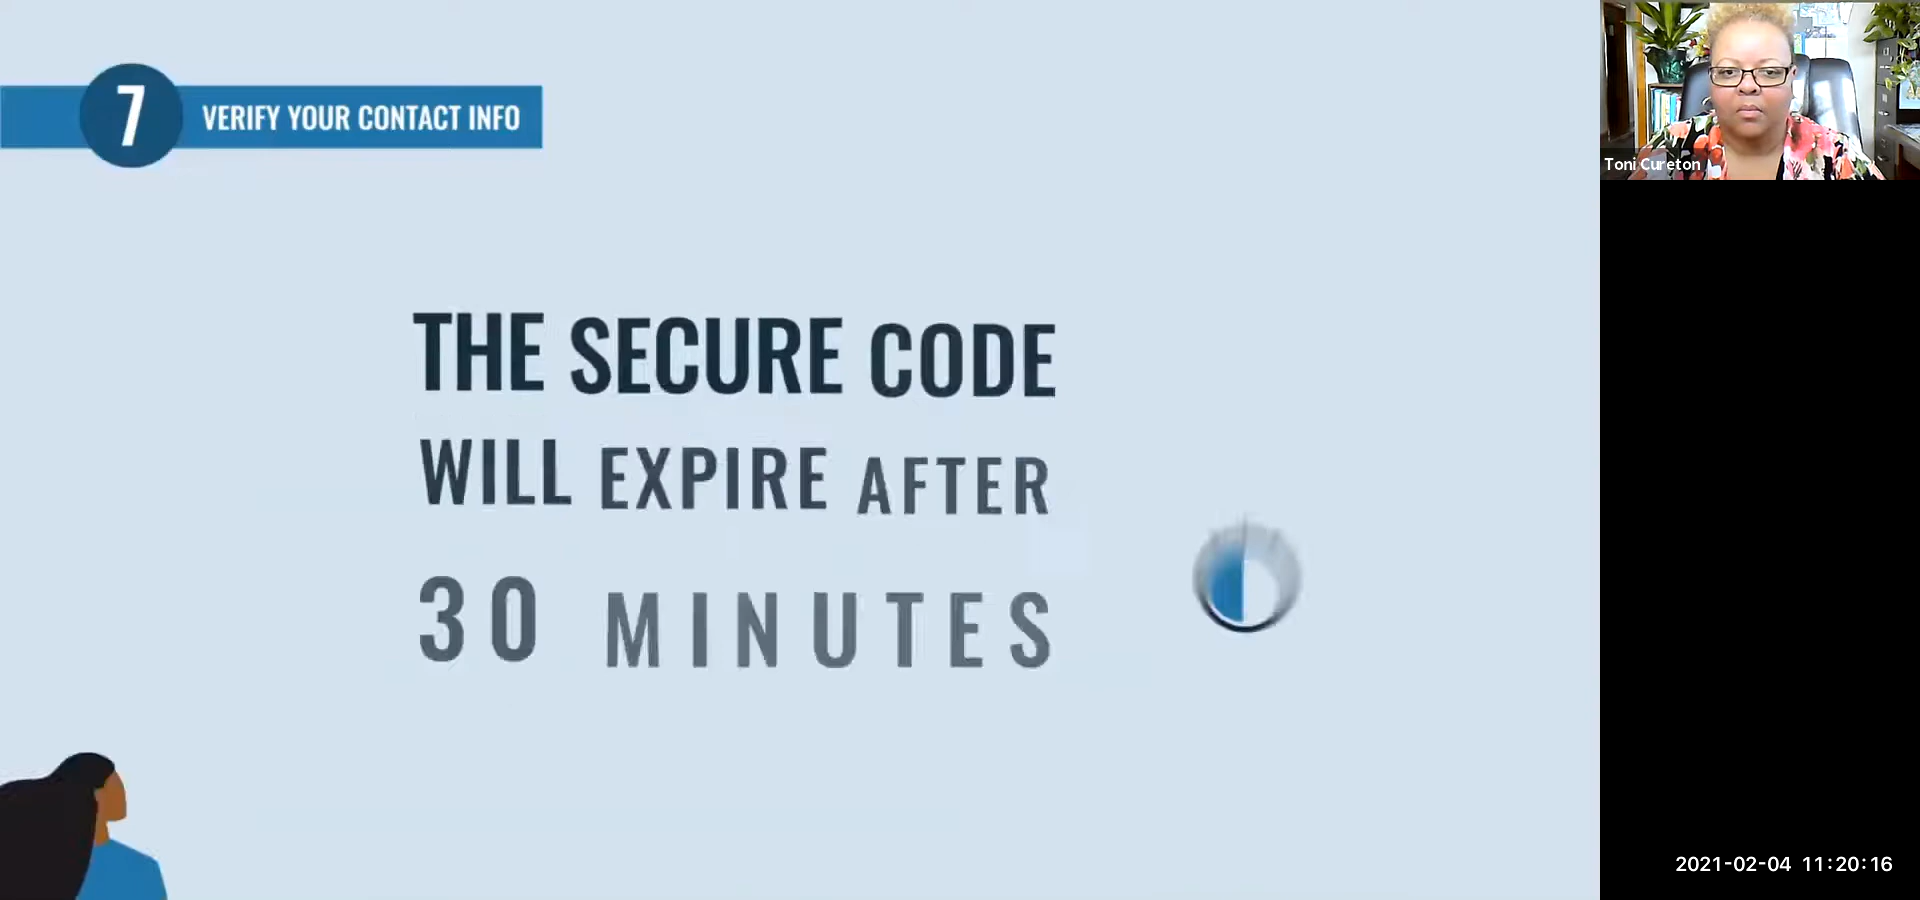 7
VERIFY YOUR CONTACT INFO
THE SECURE CODE
WILL EXPIRE AFTER
30 MINUTES
Toni Cureton
2021-02-04 11:20:16